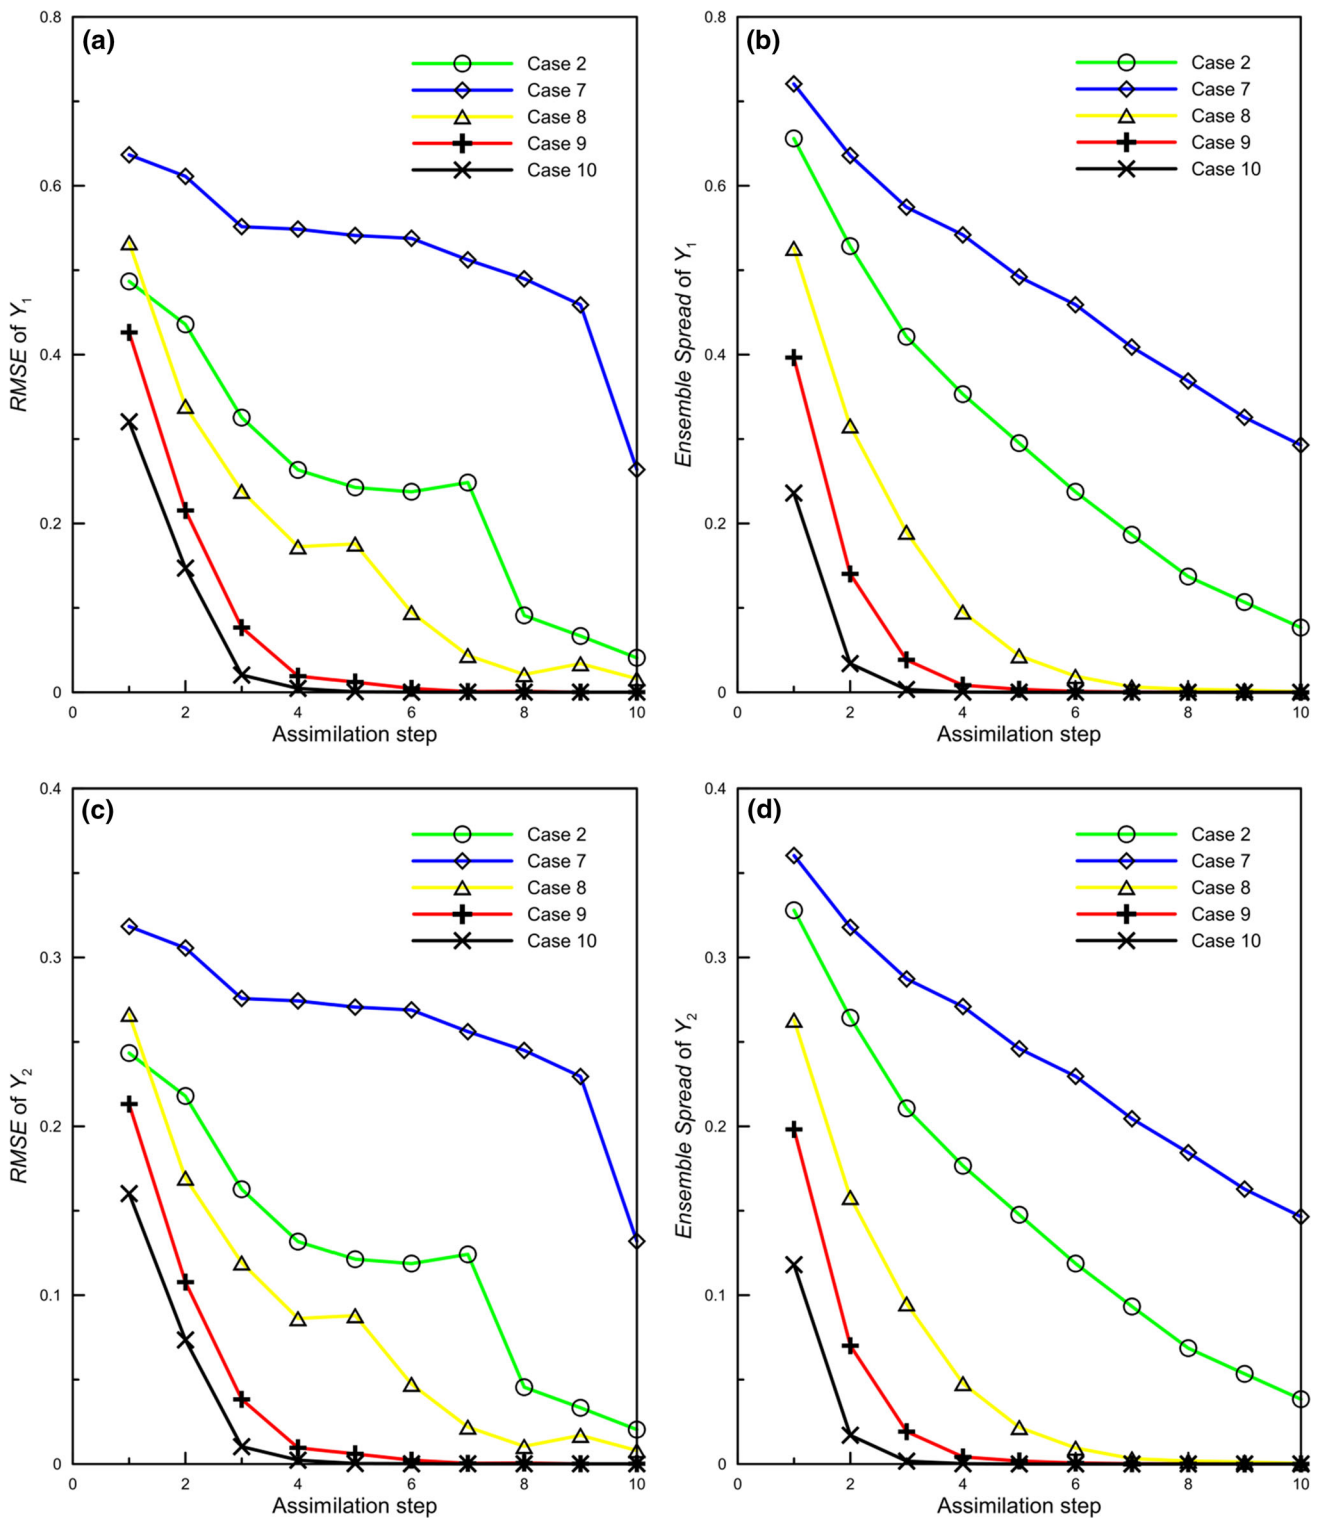 (a)
0.8
0.6
0.4
0.2
0
RMSE of Y1
Case 2
Case 7
Case 8
Case 9
Case 10
0 2 4 6 8 10
Assimilation step
(b)
0.8
0.6
0.4
0.2
0
Ensemble Spread of Y1
Case 2
Case 7
Case 8
Case 9
Case 10
0 2 4 6 8 10
Assimilation step
(c)
0.4
0.3
0.2
0.1
0
RMSE of Y2
Case 2
Case 7
Case 8
Case 9
Case 10
0 2 4 6 8 10
Assimilation step
(d)
0.4
0.3
0.2
0.1
0
Ensemble Spread of Y2
Case 2
Case 7
Case 8
Case 9
Case 10
0 2 4 6 8 10
Assimilation step